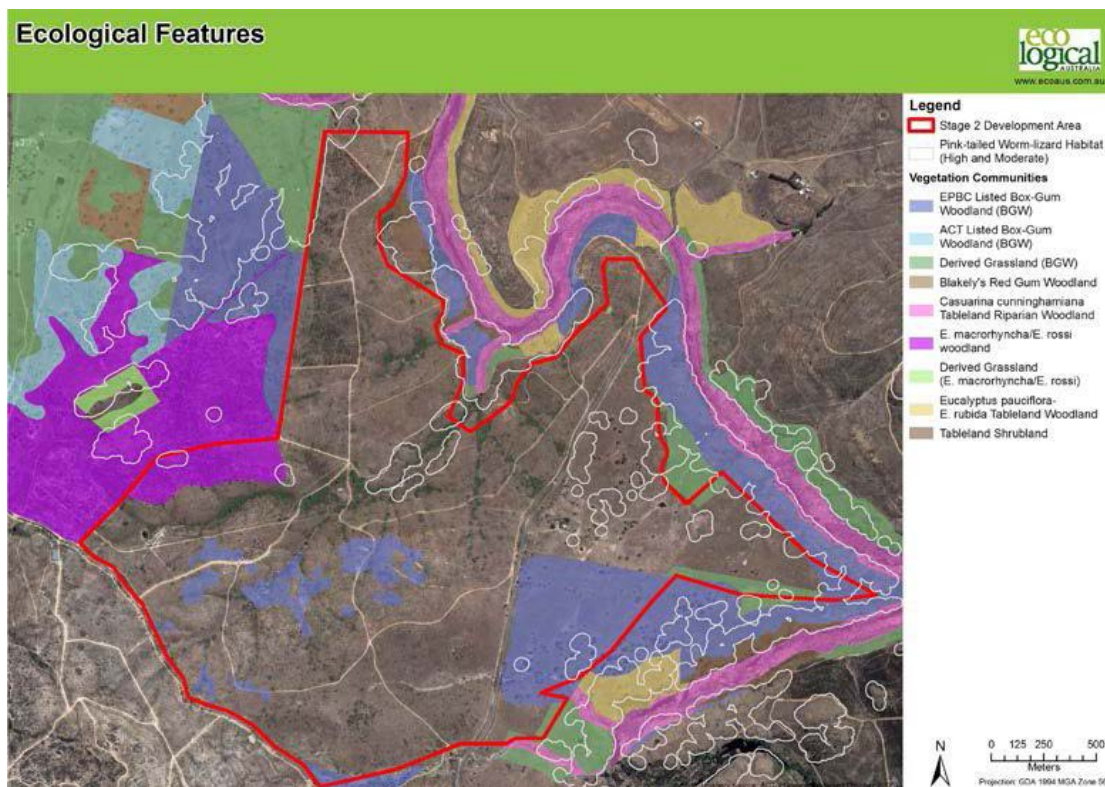 Ecological Features
eco
logical
AUSTRALIA
www.ecoaus.com.au
Legend
Stage 2 Development Area
Pink-tailed Worm-lizard Habitat
(High and Moderate)
Vegetation Communities
EPBC Listed Box-Gum
Woodland (BGW)
ACT Listed Box-Gum
Woodland (BGW)
Derived Grassland (BGW)
Blakely's Red Gum Woodland
Casuarina cunninghamiana
Tableland Riparian Woodland
E. macrorhyncha/E. rossi
woodland
Derived Grassland
(E. macrorhyncha/E. rossi)
Eucalyptus pauciflora-
E. rubida Tableland Woodland
Tableland Shrubland
N
0 125 250 500
Meters
Projection: GDA 1994 MGA Zone 56